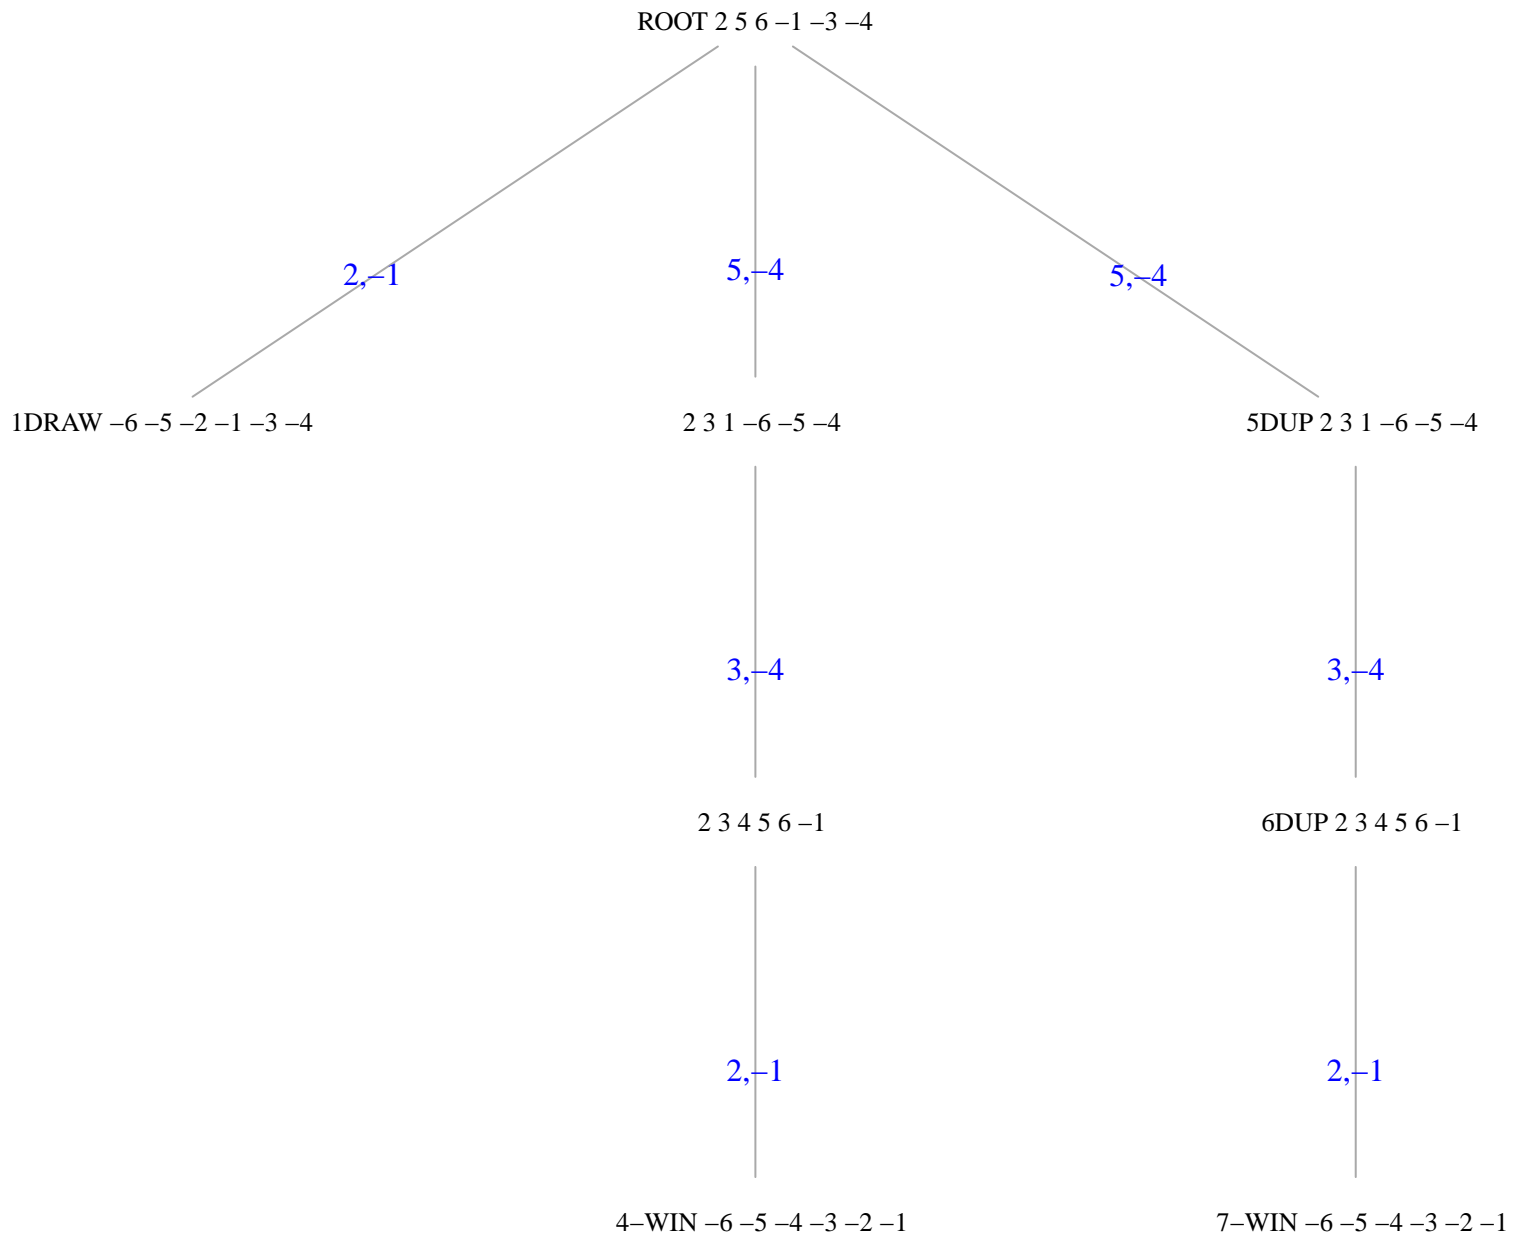 ROOT 2 5 6 –1 –3 –4
2,–1
5,–4
5,–4
1DRAW –6 –5 –2 –1 –3 –4
2 3 1 –6 –5 –4
5DUP 2 3 1 –6 –5 –4
3,–4
3,–4
2 3 4 5 6 –1
6DUP 2 3 4 5 6 –1
2,–1
2,–1
4–WIN –6 –5 –4 –3 –2 –1
7–WIN –6 –5 –4 –3 –2 –1